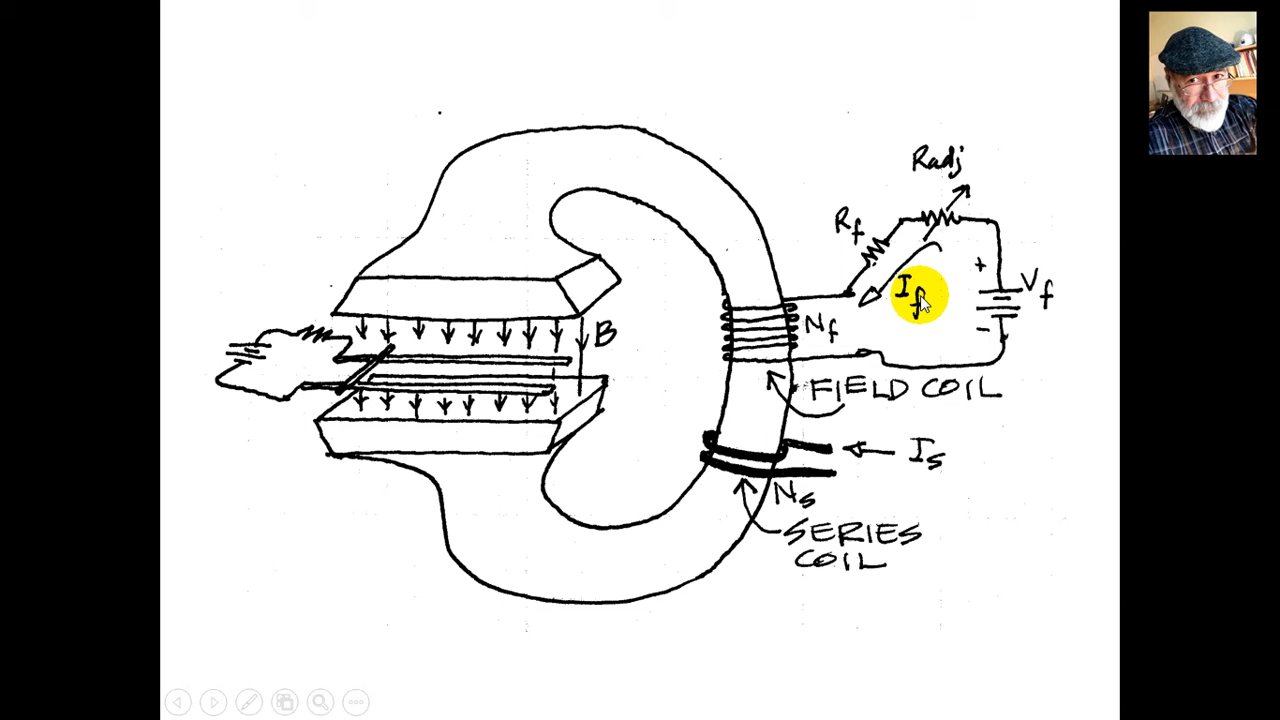 Radj
Rf
If
+
Vf
-
B
Nf
FIELD COIL
Is
Ns
SERIES
COIL